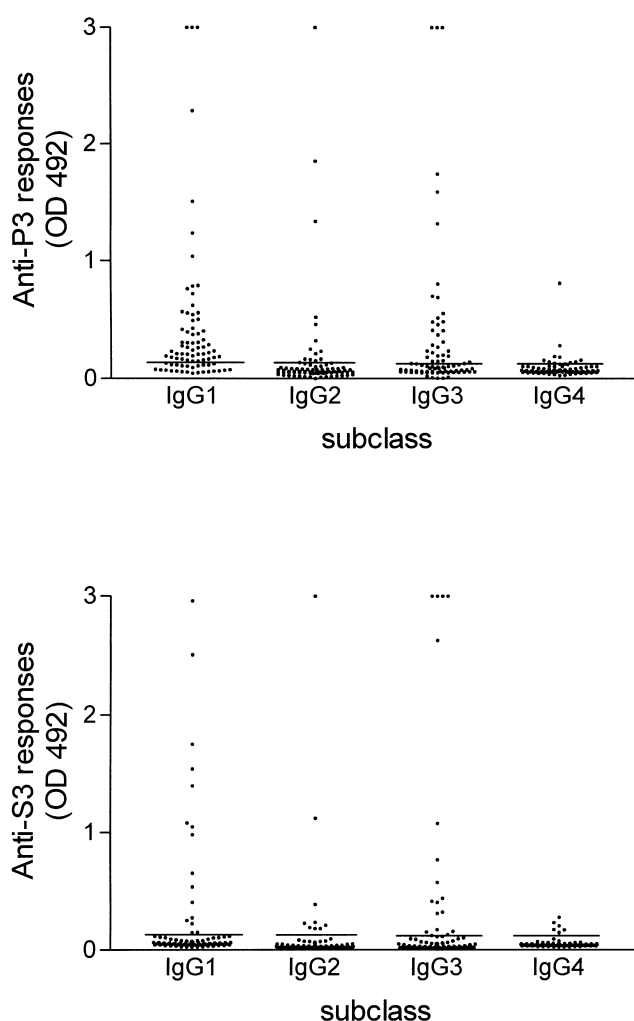 Anti-P3 responses
(OD 492)
3
2
1
0
IgG1 IgG2 IgG3 IgG4
subclass
Anti-S3 responses
(OD 492)
3
2
1
0
IgG1 IgG2 IgG3 IgG4
subclass